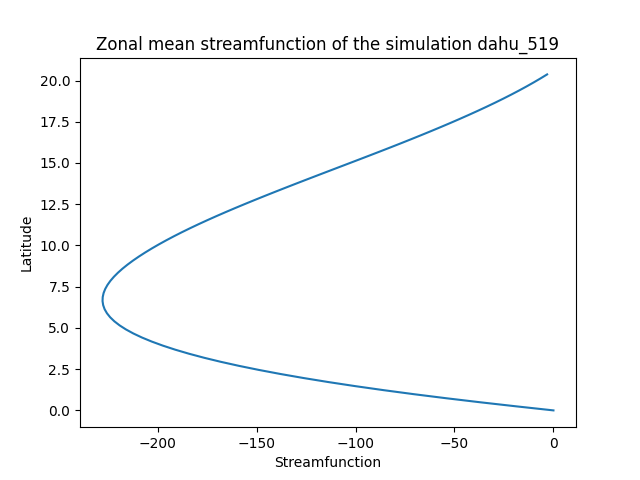 Zonal mean streamfunction of the simulation dahu_519
20.0
17.5
15.0
12.5
10.0
7.5
5.0
2.5
0.0
Latitude
−200 −150 −100 −50 0
Streamfunction